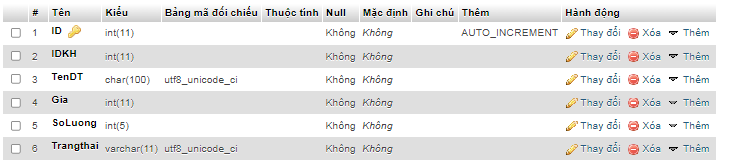 # Tên Kiểu Bảng mã đối chiếu Thuộc tính Null Mặc định Ghi chú Thêm Hành động
1 ID int(11) Không Không AUTO_INCREMENT Thay đổi Xóa Thêm
2 IDKH int(11) Không Không Thay đổi Xóa Thêm
3 TenDT char(100) utf8_unicode_ci Không Không Thay đổi Xóa Thêm
4 Gia int(11) Không Không Thay đổi Xóa Thêm
5 SoLuong int(5) Không Không Thay đổi Xóa Thêm
6 Trangthai varchar(11) utf8_unicode_ci Không Không Thay đổi Xóa Thêm